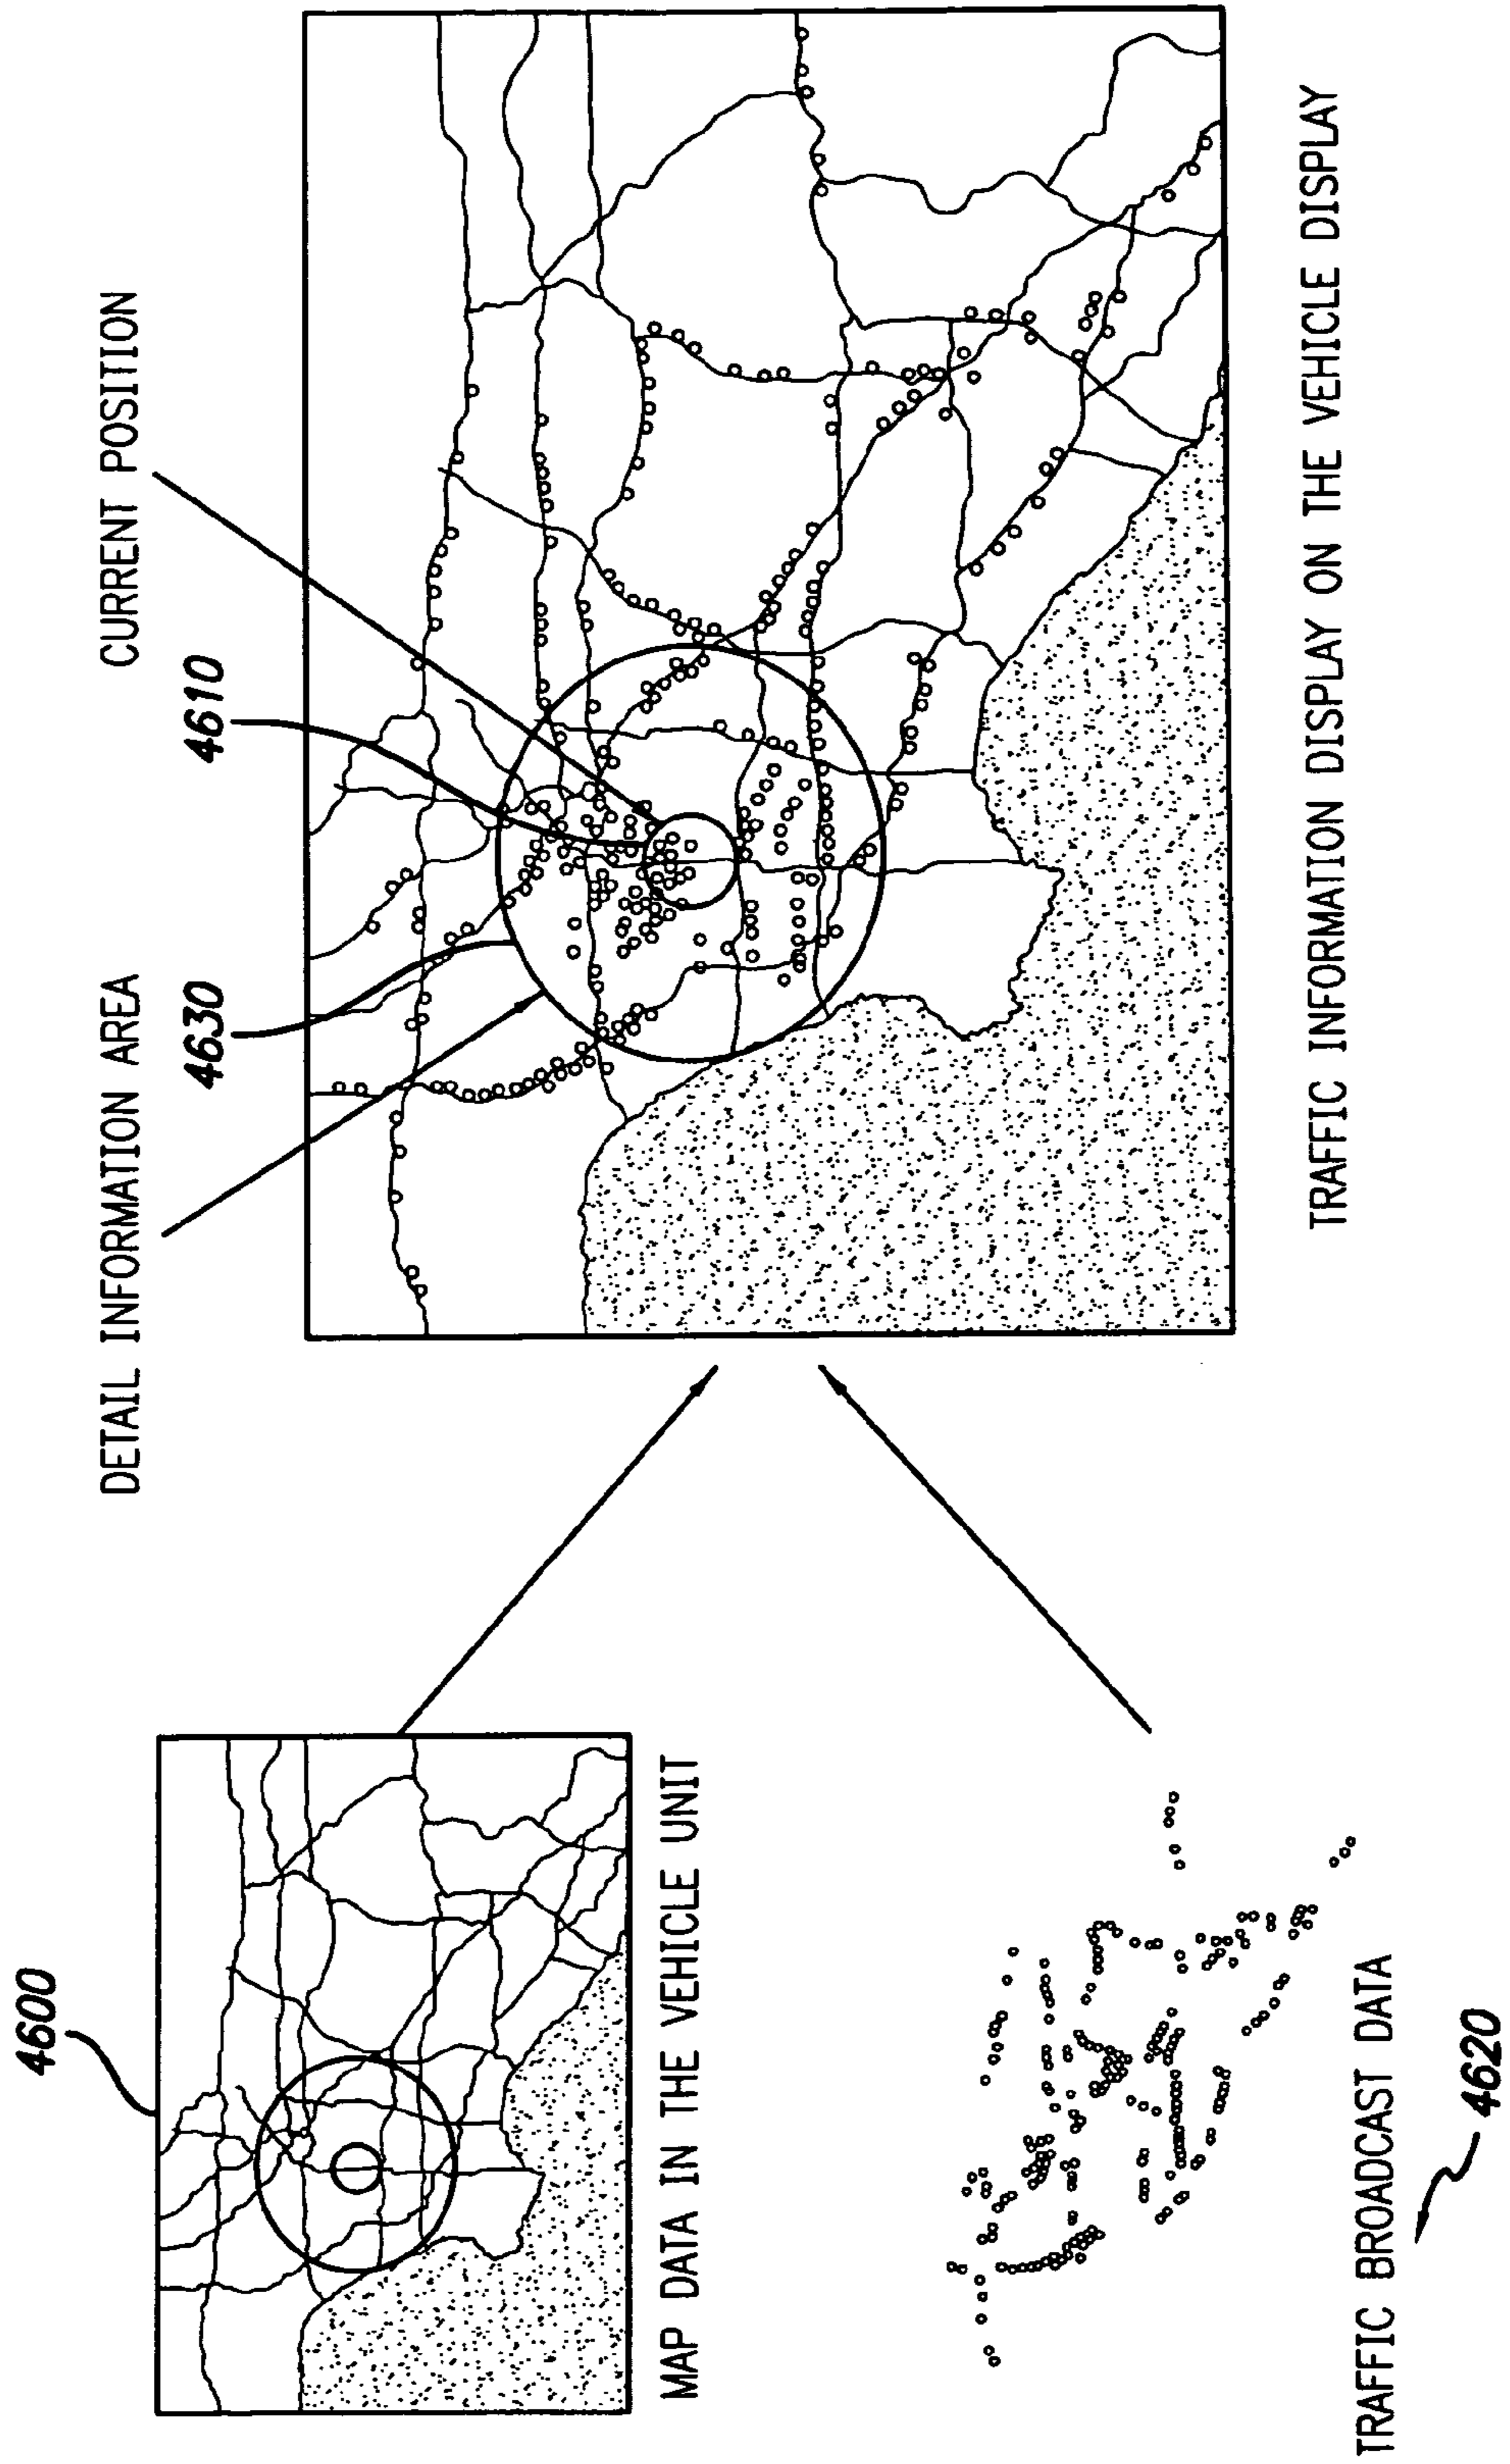 4600
MAP DATA IN THE VEHICLE UNIT
TRAFFIC BROADCAST DATA
4620
DETAIL INFORMATION AREA
4630
4610
CURRENT POSITION
TRAFFIC INFORMATION DISPLAY ON THE VEHICLE DISPLAY